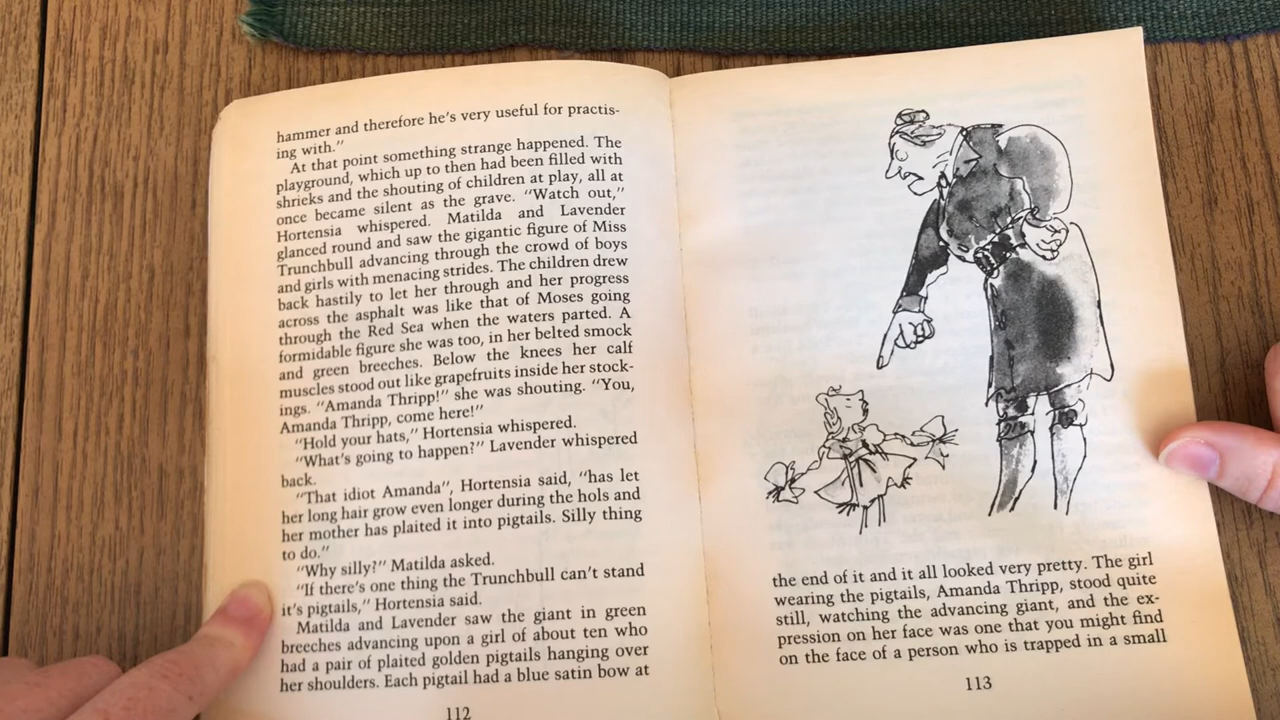 hammer and therefore he's very useful for practis-
ing with."
At that point something strange happened. The
playground, which up to then had been filled with
shrieks and the shouting of children at play, all at
once became silent as the grave. "Watch out,"
Hortensia whispered. Matilda and Lavender
glanced round and saw the gigantic figure of Miss
Trunchbull advancing through the crowd of boys
and girls with menacing strides. The children drew
back hastily to let her through and her progress
across the asphalt was like that of Moses going
through the Red Sea when the waters parted. A
formidable figure she was too, in her belted smock
and green breeches. Below the knees her calf
muscles stood out like grapefruits inside her stock-
ings. "Amanda Thripp!" she was shouting. "You,
Amanda Thripp, come here!"
"Hold your hats," Hortensia whispered.
"What's going to happen?" Lavender whispered
back.
"That idiot Amanda", Hortensia said, "has let
her long hair grow even longer during the hols and
her mother has plaited it into pigtails. Silly thing
to do."
"Why silly?" Matilda asked.
"If there's one thing the Trunchbull can't stand
it's pigtails," Hortensia said.
Matilda and Lavender saw the giant in green
breeches advancing upon a girl of about ten who
had a pair of plaited golden pigtails hanging over
her shoulders. Each pigtail had a blue satin bow at
112
the end of it and it all looked very pretty. The girl
wearing the pigtails, Amanda Thripp, stood quite
still, watching the advancing giant, and the ex-
pression on her face was one that you might find
on the face of a person who is trapped in a small
113